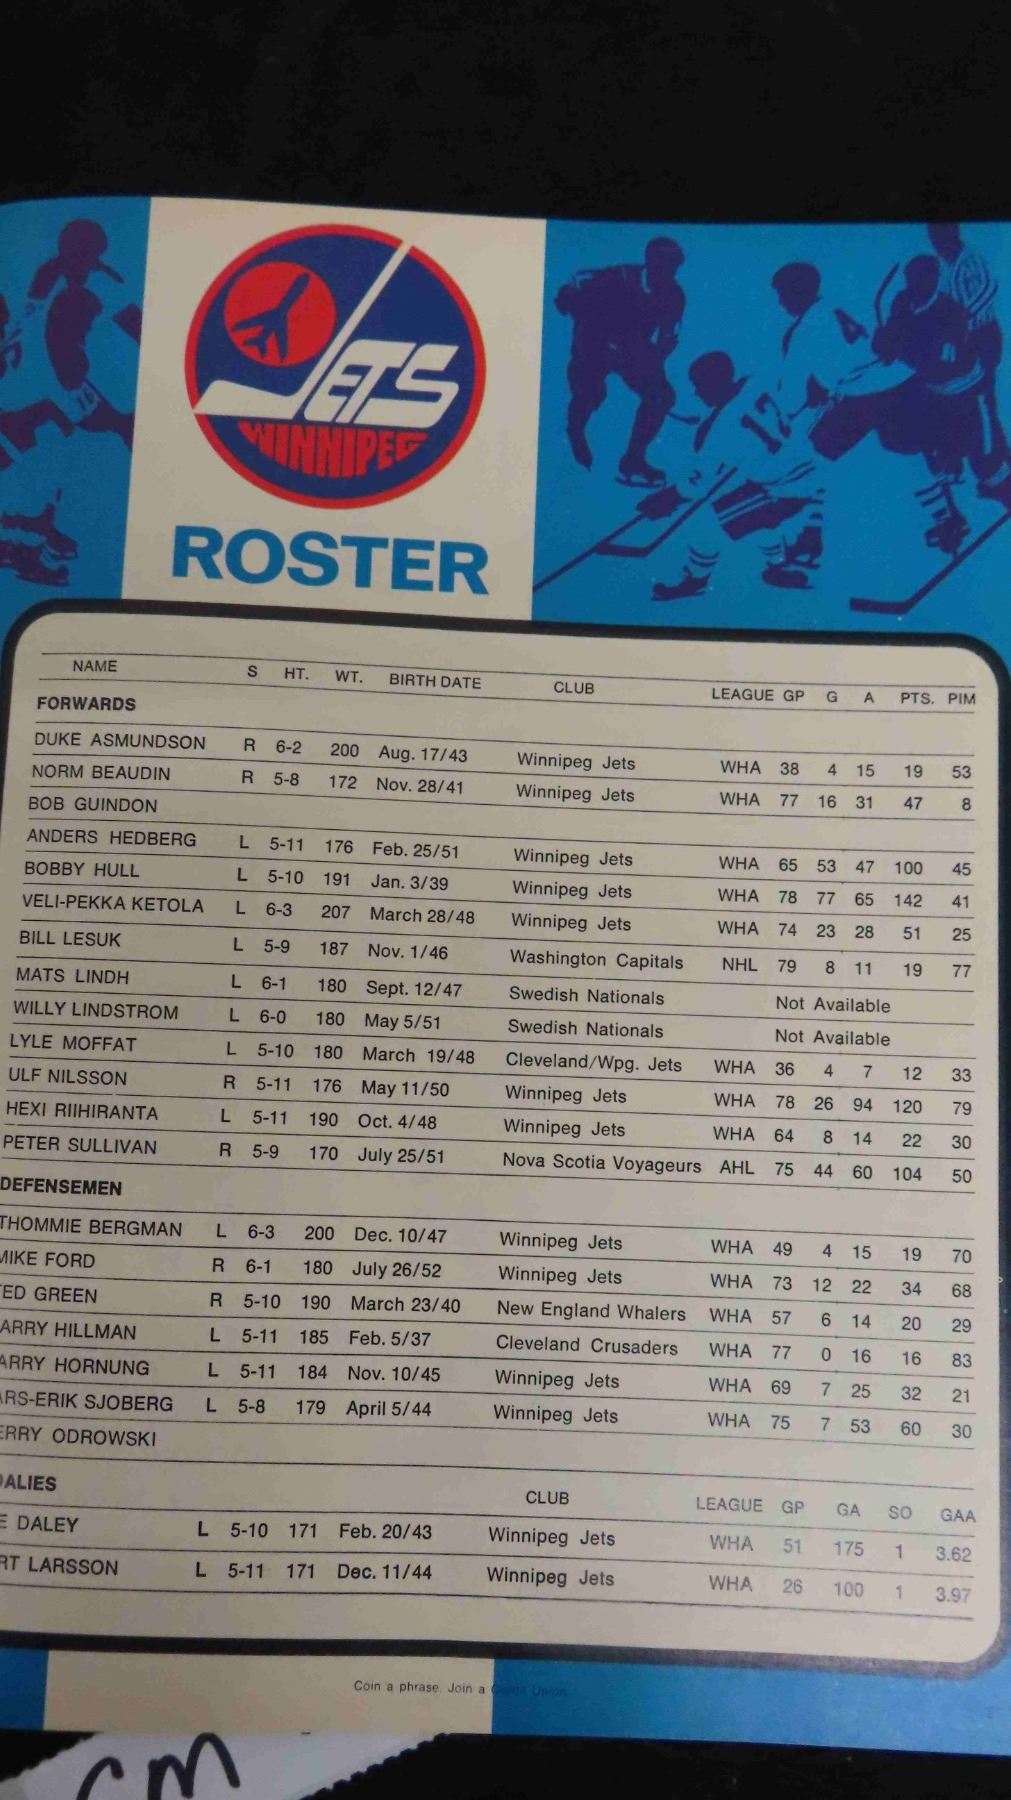 JETS
WINNIPEG
ROSTER
NAME S HT. WT. BIRTH DATE CLUB LEAGUE GP G A PTS. PIM
FORWARDS
DUKE ASMUNDSON R 6-2 200 Aug. 17/43 Winnipeg Jets WHA 38 4 15 19 53
NORM BEAUDIN R 5-8 172 Nov. 28/41 Winnipeg Jets WHA 77 16 31 47 8
BOB GUINDON
ANDERS HEDBERG L 5-11 176 Feb. 25/51 Winnipeg Jets WHA 65 53 47 100 45
BOBBY HULL L 5-10 191 Jan. 3/39 Winnipeg Jets WHA 78 77 65 142 41
VELI-PEKKA KETOLA L 6-3 207 March 28/48 Winnipeg Jets WHA 74 23 28 51 25
BILL LESUK L 5-9 187 Nov. 1/46 Washington Capitals NHL 79 8 11 19 77
MATS LINDH L 6-1 180 Sept. 12/47 Swedish Nationals Not Available
WILLY LINDSTROM L 6-0 180 May 5/51 Swedish Nationals Not Available
LYLE MOFFAT L 5-10 180 March 19/48 Cleveland/Wpg. Jets WHA 36 4 7 12 33
ULF NILSSON R 5-11 176 May 11/50 Winnipeg Jets WHA 78 26 94 120 79
HEXI RIIHIRANTA L 5-11 190 Oct. 4/48 Winnipeg Jets WHA 64 8 14 22 30
PETER SULLIVAN R 5-9 170 July 25/51 Nova Scotia Voyageurs AHL 75 44 60 104 50
DEFENSEMEN
THOMMIE BERGMAN L 6-3 200 Dec. 10/47 Winnipeg Jets WHA 49 4 15 19 70
MIKE FORD R 6-1 180 July 26/52 Winnipeg Jets WHA 73 12 22 34 68
ED GREEN R 5-10 190 March 23/40 New England Whalers WHA 57 6 14 20 29
ARRY HILLMAN L 5-11 185 Feb. 5/37 Cleveland Crusaders WHA 77 0 16 16 83
ARRY HORNUNG L 5-11 184 Nov. 10/45 Winnipeg Jets WHA 69 7 25 32 21
ARS-ERIK SJOBERG L 5-8 179 April 5/44 Winnipeg Jets WHA 75 7 53 60 30
ERRY ODROWSKI
OALIES CLUB LEAGUE GP GA SO GAA
E DALEY L 5-10 171 Feb. 20/43 Winnipeg Jets WHA 51 175 1 3.62
RT LARSSON L 5-11 171 Dec. 11/44 Winnipeg Jets WHA 26 100 1 3.97
Coin a phrase. Join a Credit Union.
CM